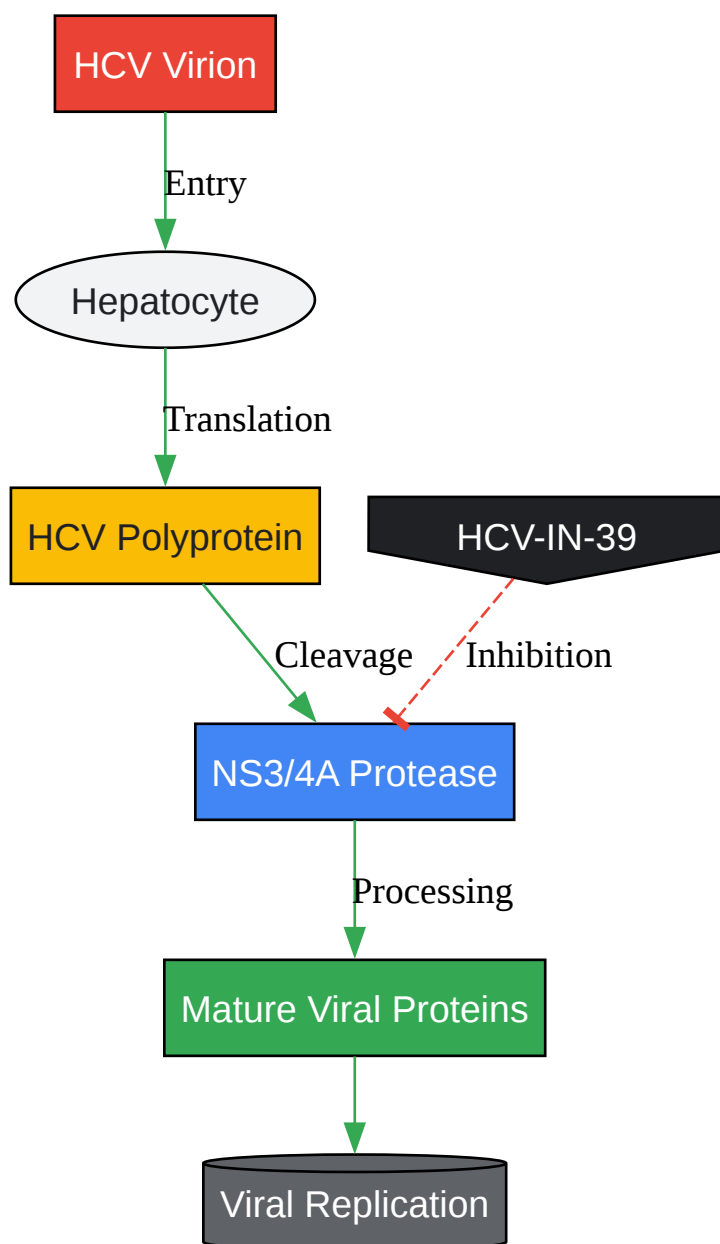 HCV Virion
Entry
Hepatocyte
Translation
HCV Polyprotein
HCV-IN-39
Cleavage
Inhibition
NS3/4A Protease
Processing
Mature Viral Proteins
Viral Replication